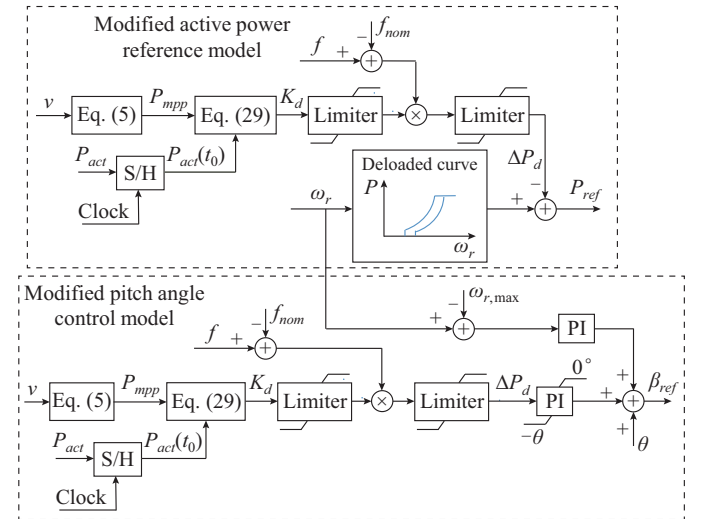 Modified active power
reference model
f + − f_nom
+
v Eq. (5) P_mpp Eq. (29) K_d Limiter × Limiter
P_act S/H P_act(t_0)
Clock
ΔP_d
Deloaded curve
P
ω_r
ω_r
+ − + P_ref
Modified pitch angle
control model
f + − f_nom
+
+ − ω_r,max
+ PI
v Eq. (5) P_mpp Eq. (29) K_d Limiter × Limiter ΔP_d PI 0°
−θ
+ + + + β_ref
θ
P_act S/H P_act(t_0)
Clock